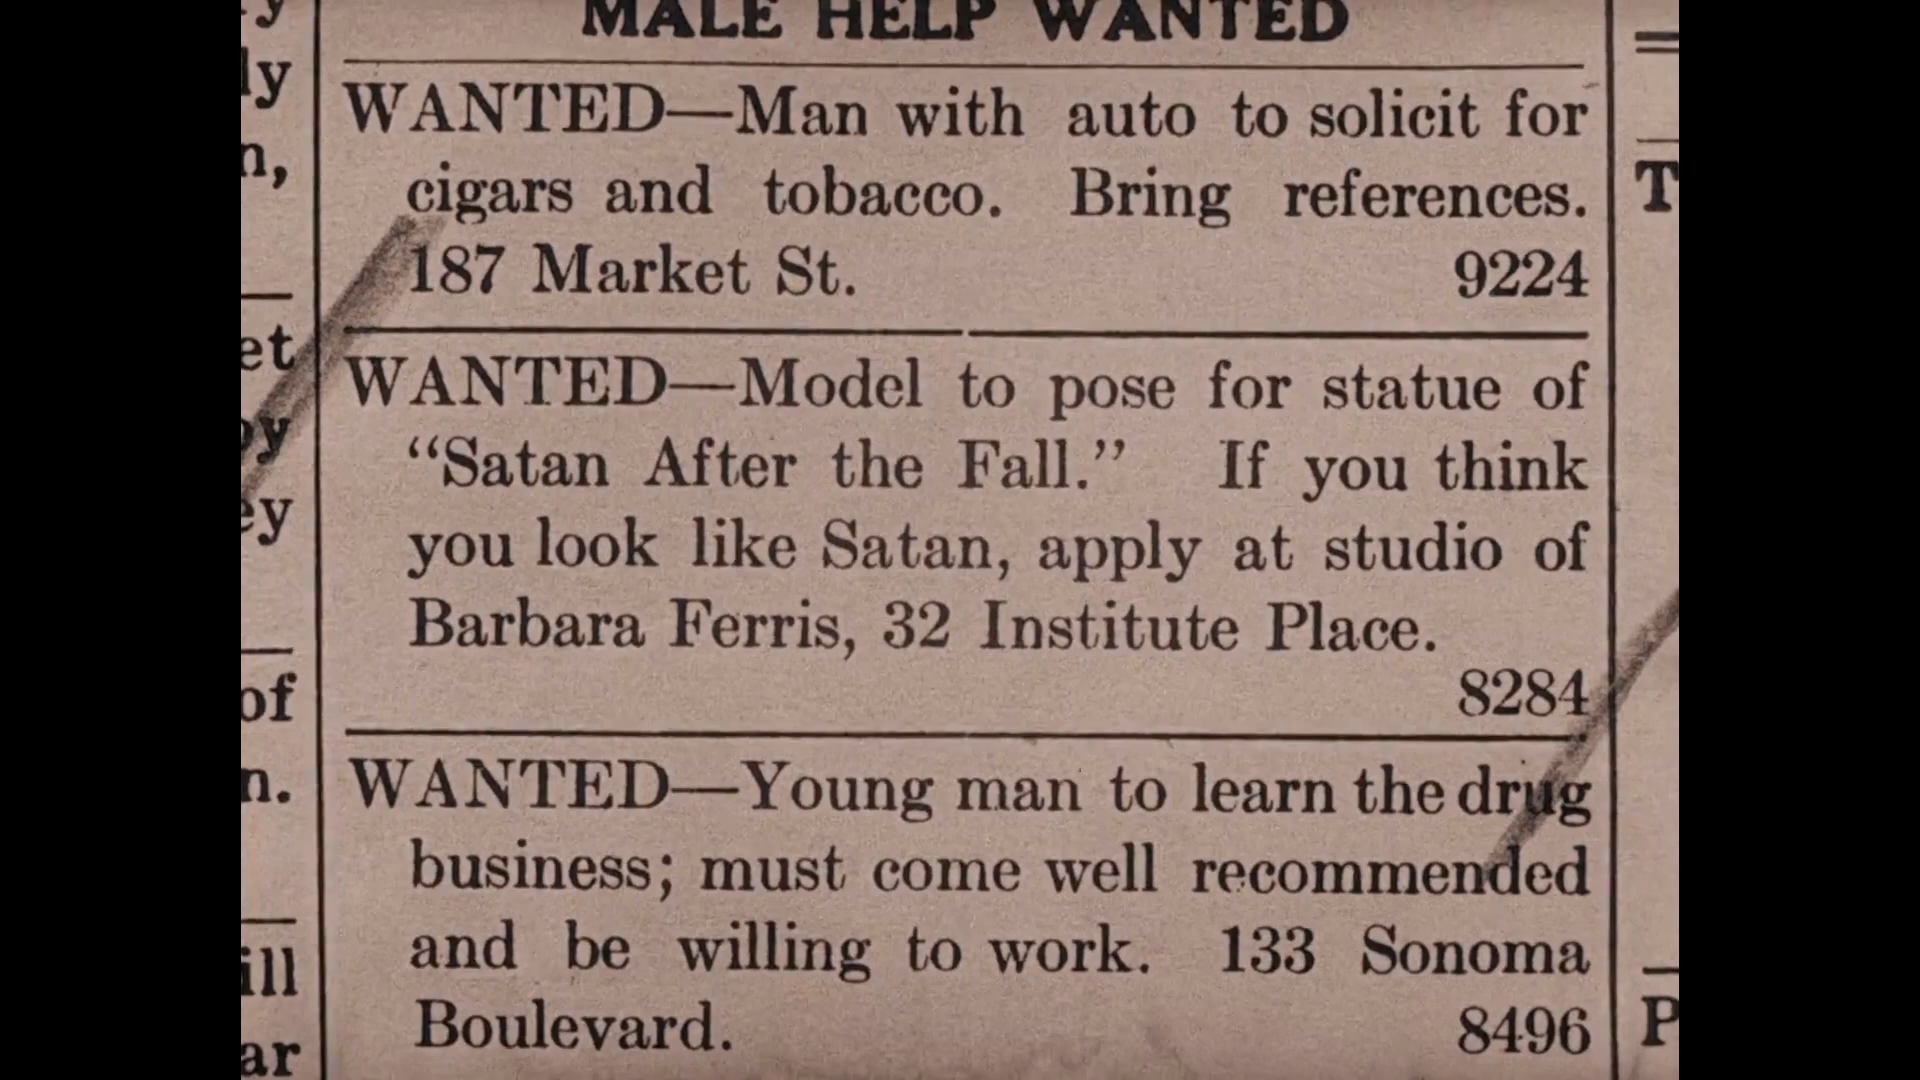 MALE HELP WANTED
WANTED—Man with auto to solicit for
cigars and tobacco. Bring references.
187 Market St. 9224
WANTED—Model to pose for statue of
“Satan After the Fall.” If you think
you look like Satan, apply at studio of
Barbara Ferris, 32 Institute Place.
8284
WANTED—Young man to learn the drug
business; must come well recommended
and be willing to work. 133 Sonoma
Boulevard. 8496